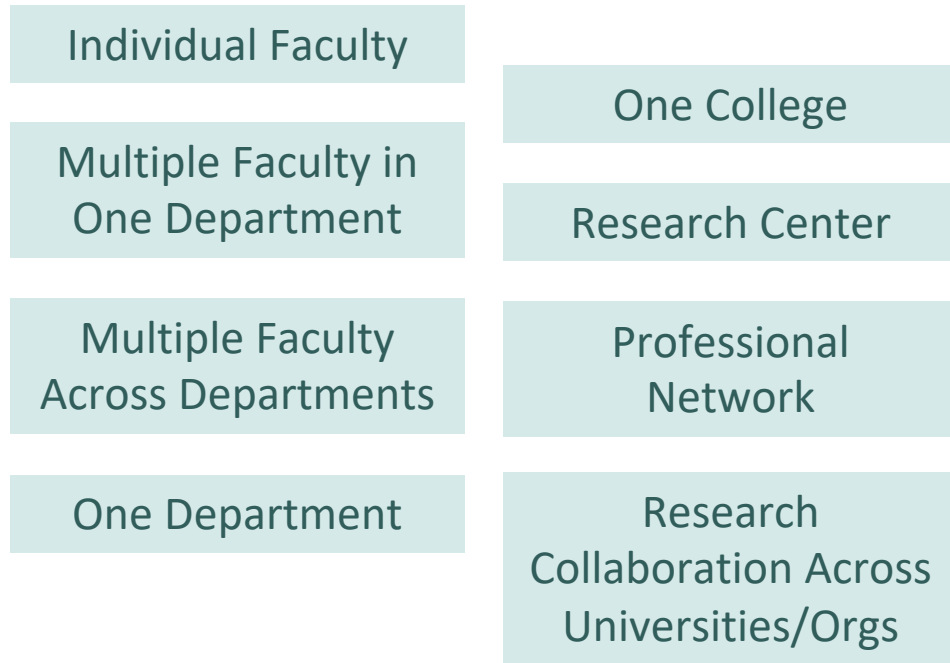 Individual Faculty
Multiple Faculty in
One Department
Multiple Faculty
Across Departments
One Department
One College
Research Center
Professional
Network
Research
Collaboration Across
Universities/Orgs